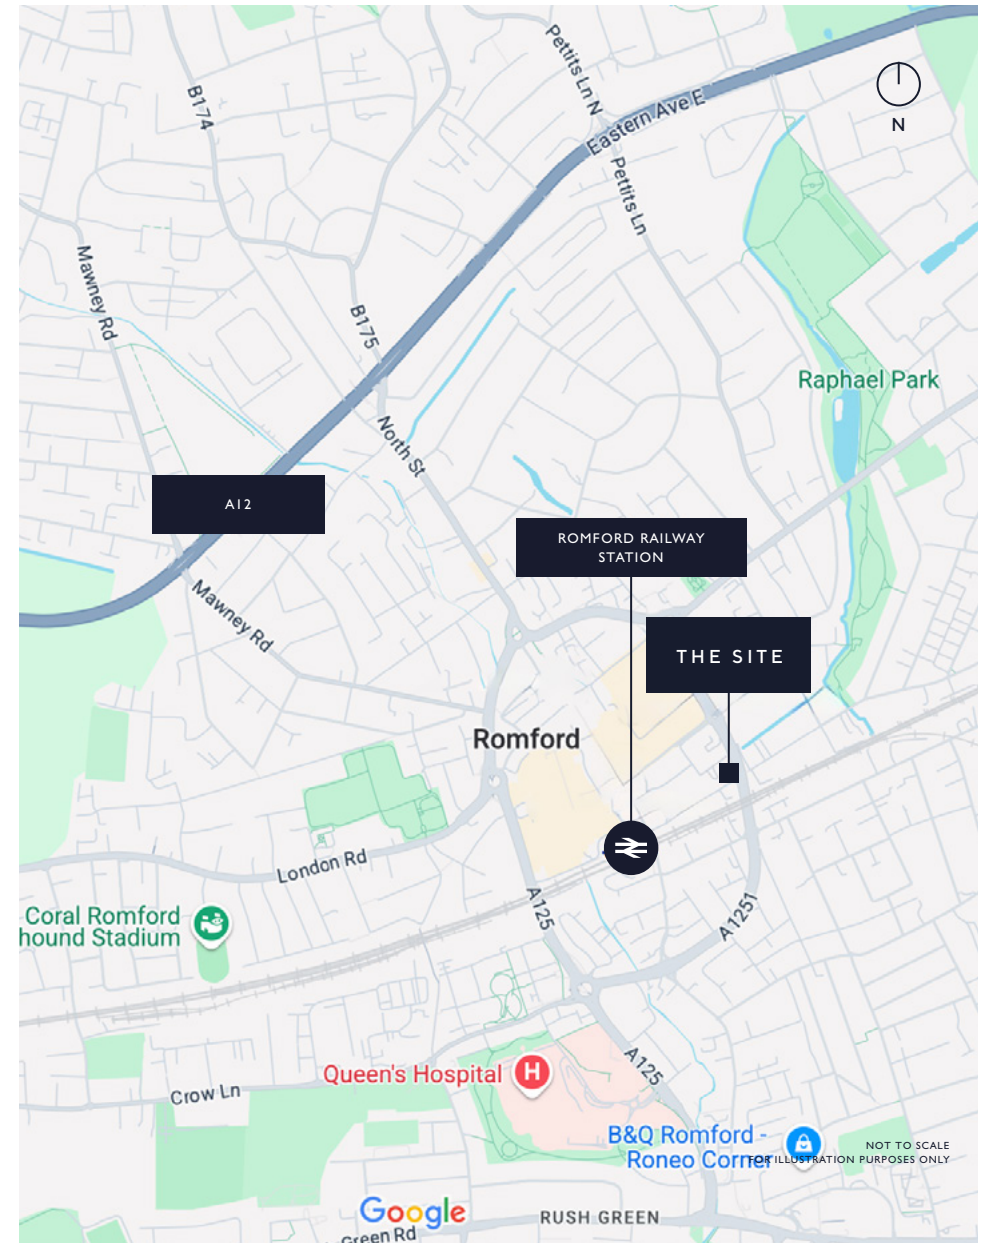 Pettits Ln N
B174
Eastern Ave E
N
Pettits Ln
Mawney Rd
B175
Raphael Park
North St
A12
ROMFORD RAILWAY
STATION
Mawney Rd
THE SITE
Romford
London Rd
A125
A1251
Coral Romford
hound Stadium
Queen's Hospital
H
A125
Crow Ln
B&Q Romford -
Roneo Corner
NOT TO SCALE
FOR ILLUSTRATION PURPOSES ONLY
Google
RUSH GREEN
Green Rd